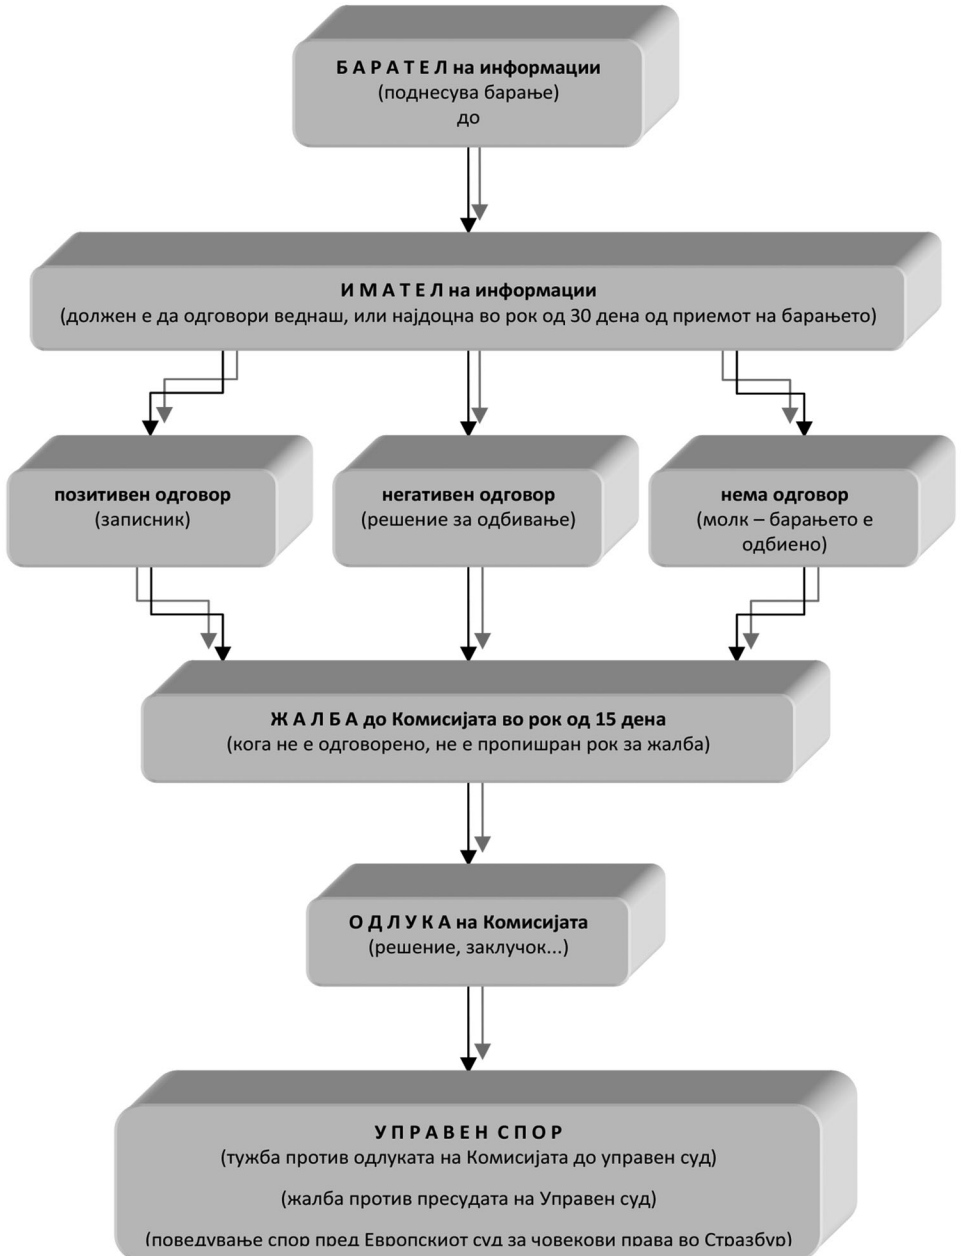 Б А Р А Т Е Л на информации
(поднесува барање)
до
И М А Т Е Л на информации
(должен е да одговори веднаш, или најдоцна во рок од 30 дена од приемот на барањето)
позитивен одговор
(записник)
негативен одговор
(решение за одбивање)
нема одговор
(молк – барањето е
одбиено)
Ж А Л Б А до Комисијата во рок од 15 дена
(кога не е одговорено, не е пропишран рок за жалба)
О Д Л У К А на Комисијата
(решение, заклучок...)
У П Р А В Е Н С П О Р
(тужба против одлуката на Комисијата до управен суд)
(жалба против пресудата на Управен суд)
(поведување спор пред Европскиот суд за човекови права во Стразбур)